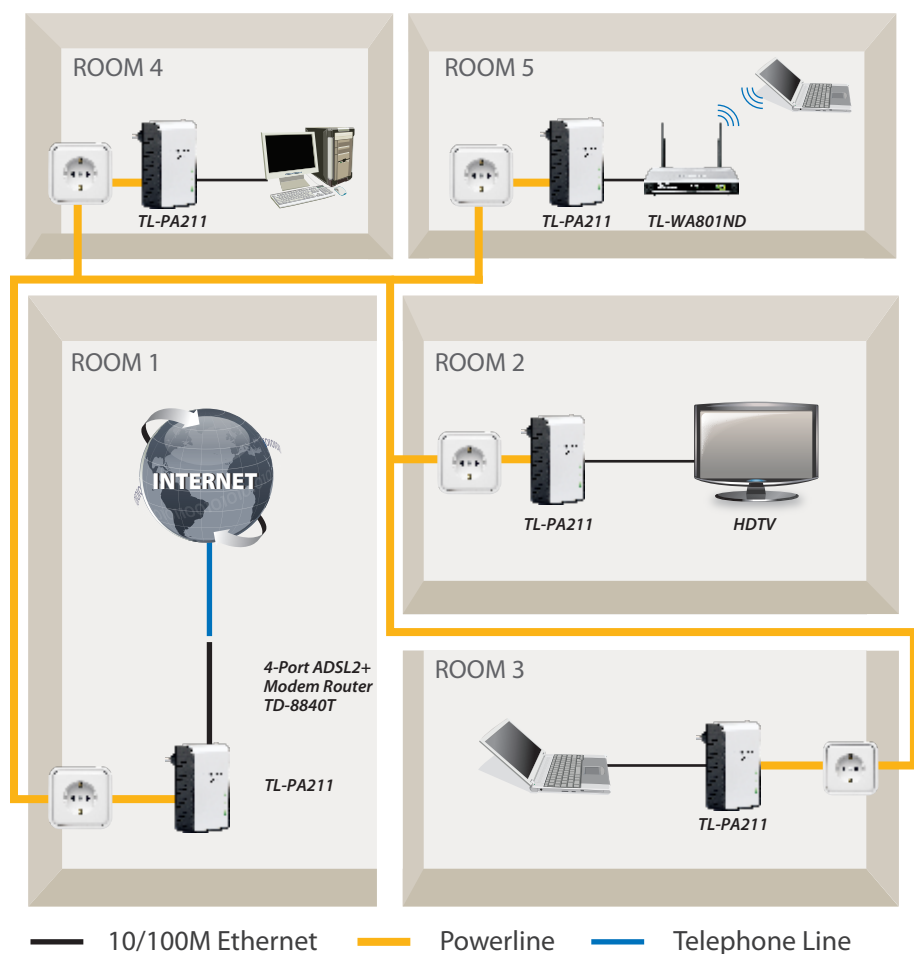 ROOM 4
TL-PA211
ROOM 5
TL-PA211
TL-WA801ND
ROOM 1
INTERNET
4-Port ADSL2+
Modem Router
TD-8840T
TL-PA211
ROOM 2
TL-PA211
HDTV
ROOM 3
TL-PA211
10/100M Ethernet
Powerline
Telephone Line